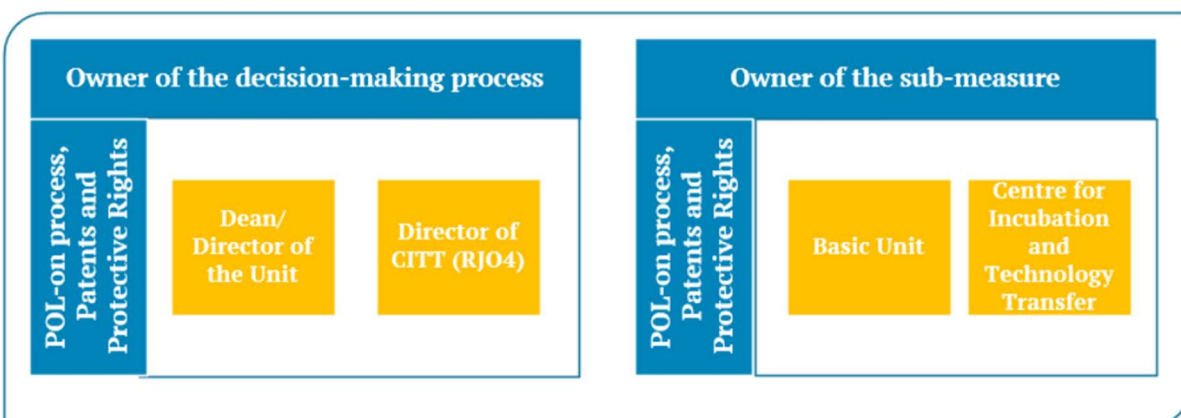 Owner of the decision-making process
POL-on process,
Patents and
Protective Rights
Dean/
Director of
the Unit
Director of
CITT (RJO4)
Owner of the sub-measure
POL-on process,
Patents and
Protective Rights
Basic Unit
Centre for
Incubation
and
Technology
Transfer